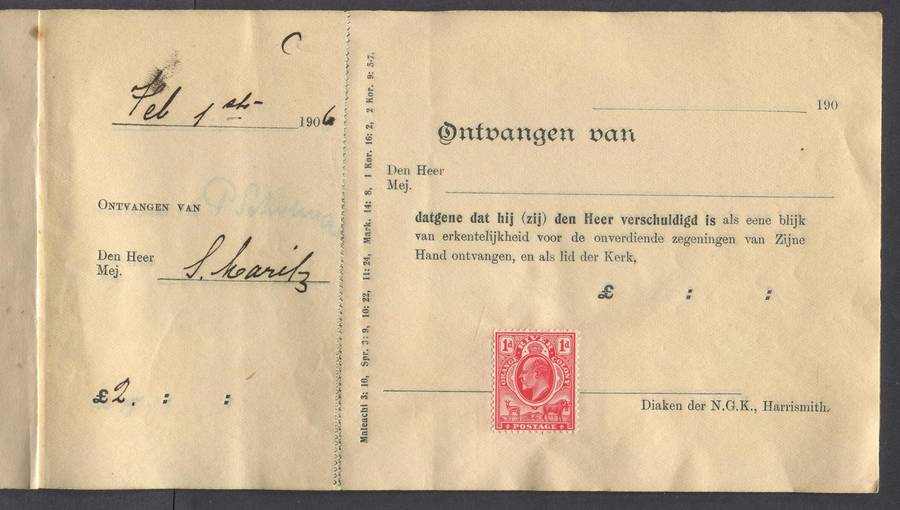 C
Feb 1st 1906
ONTVANGEN VAN
Den Heer
Mej. S. Maritz
£2. : :
Maleachi 3: 10, Spr. 3: 9, 10: 22, 11: 24, Mark. 14: 8, 1 Kor. 16: 2, 2 Kor. 9: 5-7.
190
Ontvangen van
Den Heer
Mej.
datgene dat hij (zij) den Heer verschuldigd is als eene blijk
van erkentelijkheid voor de onverdiende zegeningen van Zijne
Hand ontvangen, en als lid der Kerk,
£ : :
1d RIVER 1d
ORANGE COLONY
POSTAGE
Diaken der N.G.K., Harrismith.